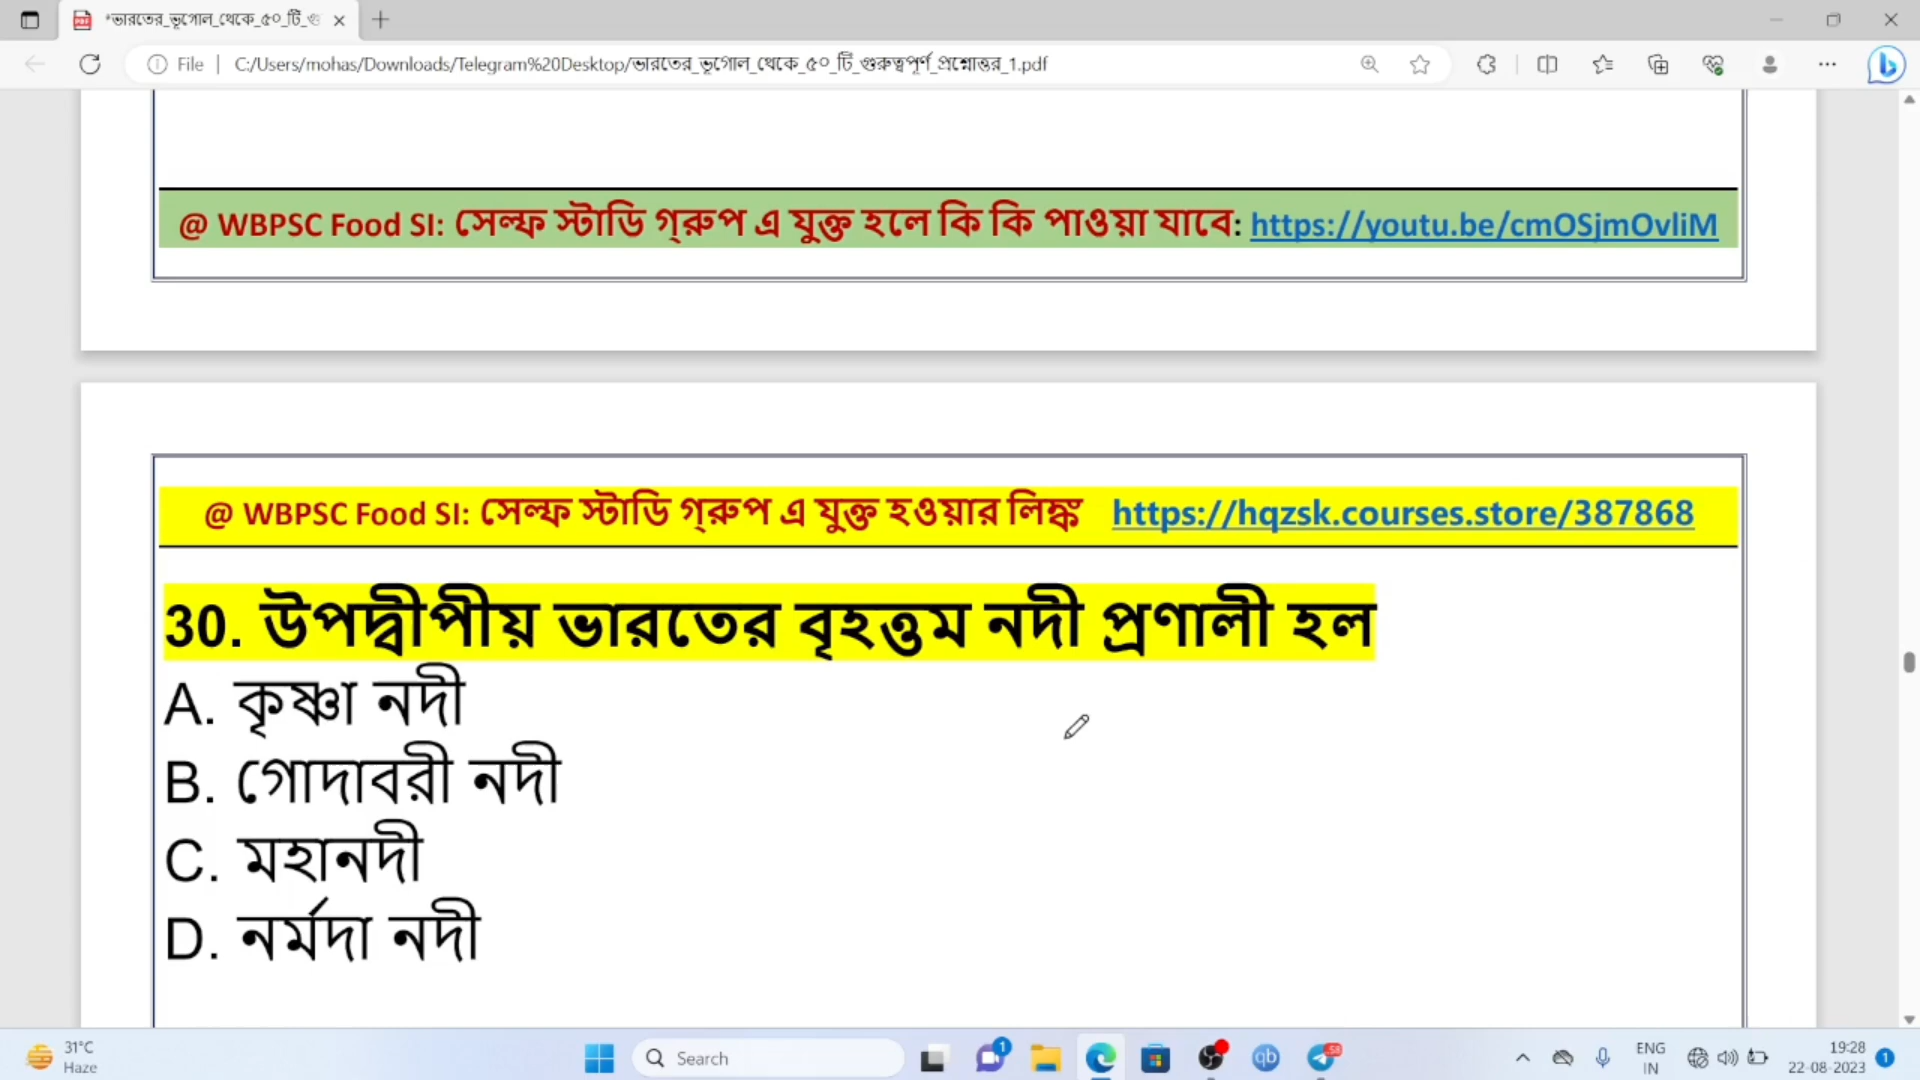 *ভারতের_ভূগোল_থেকে_৫০_টি_গু
File
C:/Users/mohas/Downloads/Telegram%20Desktop/ভারতের_ভূগোল_থেকে_৫০_টি_গুরুত্বপূর্ণ_প্রশ্নোত্তর_1.pdf
@ WBPSC Food SI: সেল্ফ স্টাডি গ্রুপ এ যুক্ত হলে কি কি পাওয়া যাবে: https://youtu.be/cmOSjmOvliM
@ WBPSC Food SI: সেল্ফ স্টাডি গ্রুপ এ যুক্ত হওয়ার লিঙ্ক https://hqzsk.courses.store/387868
30. উপদ্বীপীয় ভারতের বৃহত্তম নদী প্রণালী হল
A. কৃষ্ণা নদী
B. গোদাবরী নদী
C. মহানদী
D. নর্মদা নদী
31°C
Haze
Search
1
58
ENG
IN
19:28
22-08-2023
1